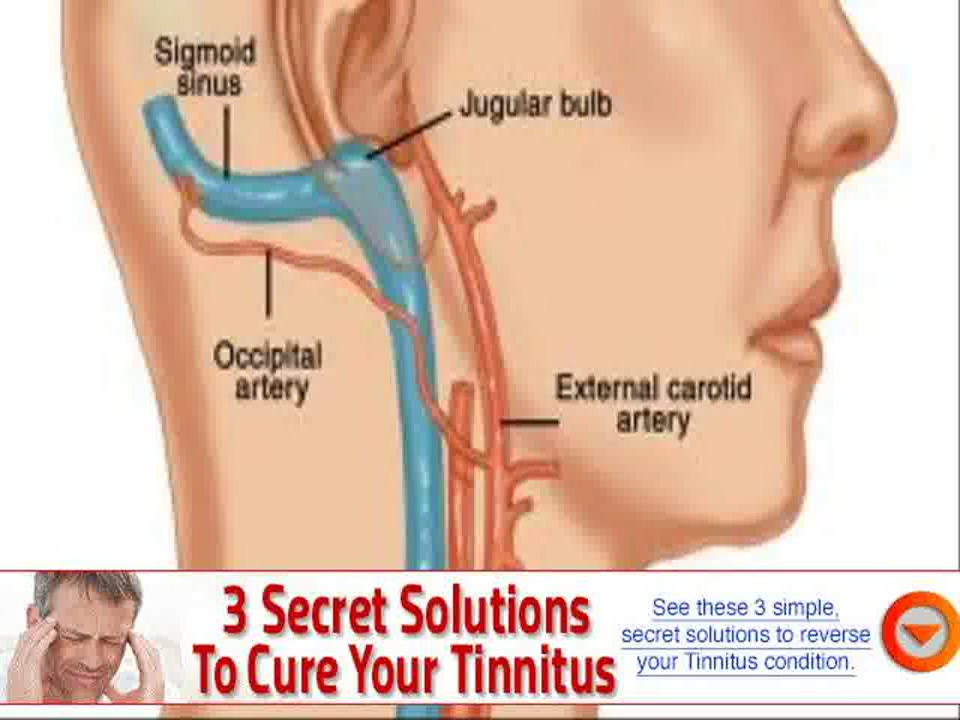 Sigmoid
sinus
Jugular bulb
Occipital
artery
External carotid
artery
3 Secret Solutions
To Cure Your Tinnitus
See these 3 simple,
secret solutions to reverse
your Tinnitus condition.